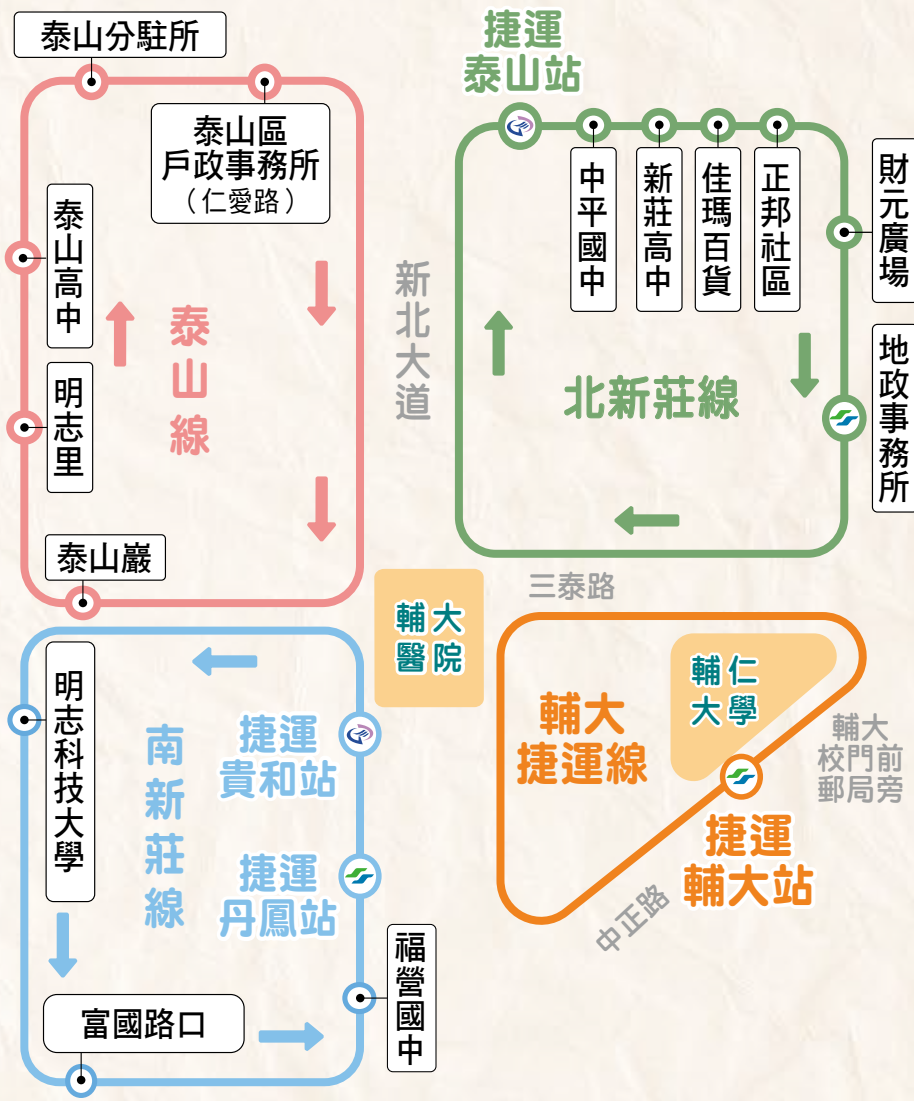 泰山分駐所
泰山區
戶政事務所
（仁愛路）
泰山高中
明志里
泰山巖
泰山線
新北大道
捷運
泰山站
中平國中
新莊高中
佳瑪百貨
正邦社區
財元廣場
地政事務所
北新莊線
三泰路
輔大
醫院
明志科技大學
南新莊線
捷運
貴和站
捷運
丹鳳站
福營國中
富國路口
輔仁
大學
輔大
捷運線
捷運
輔大站
輔大
校門前
郵局旁
中正路